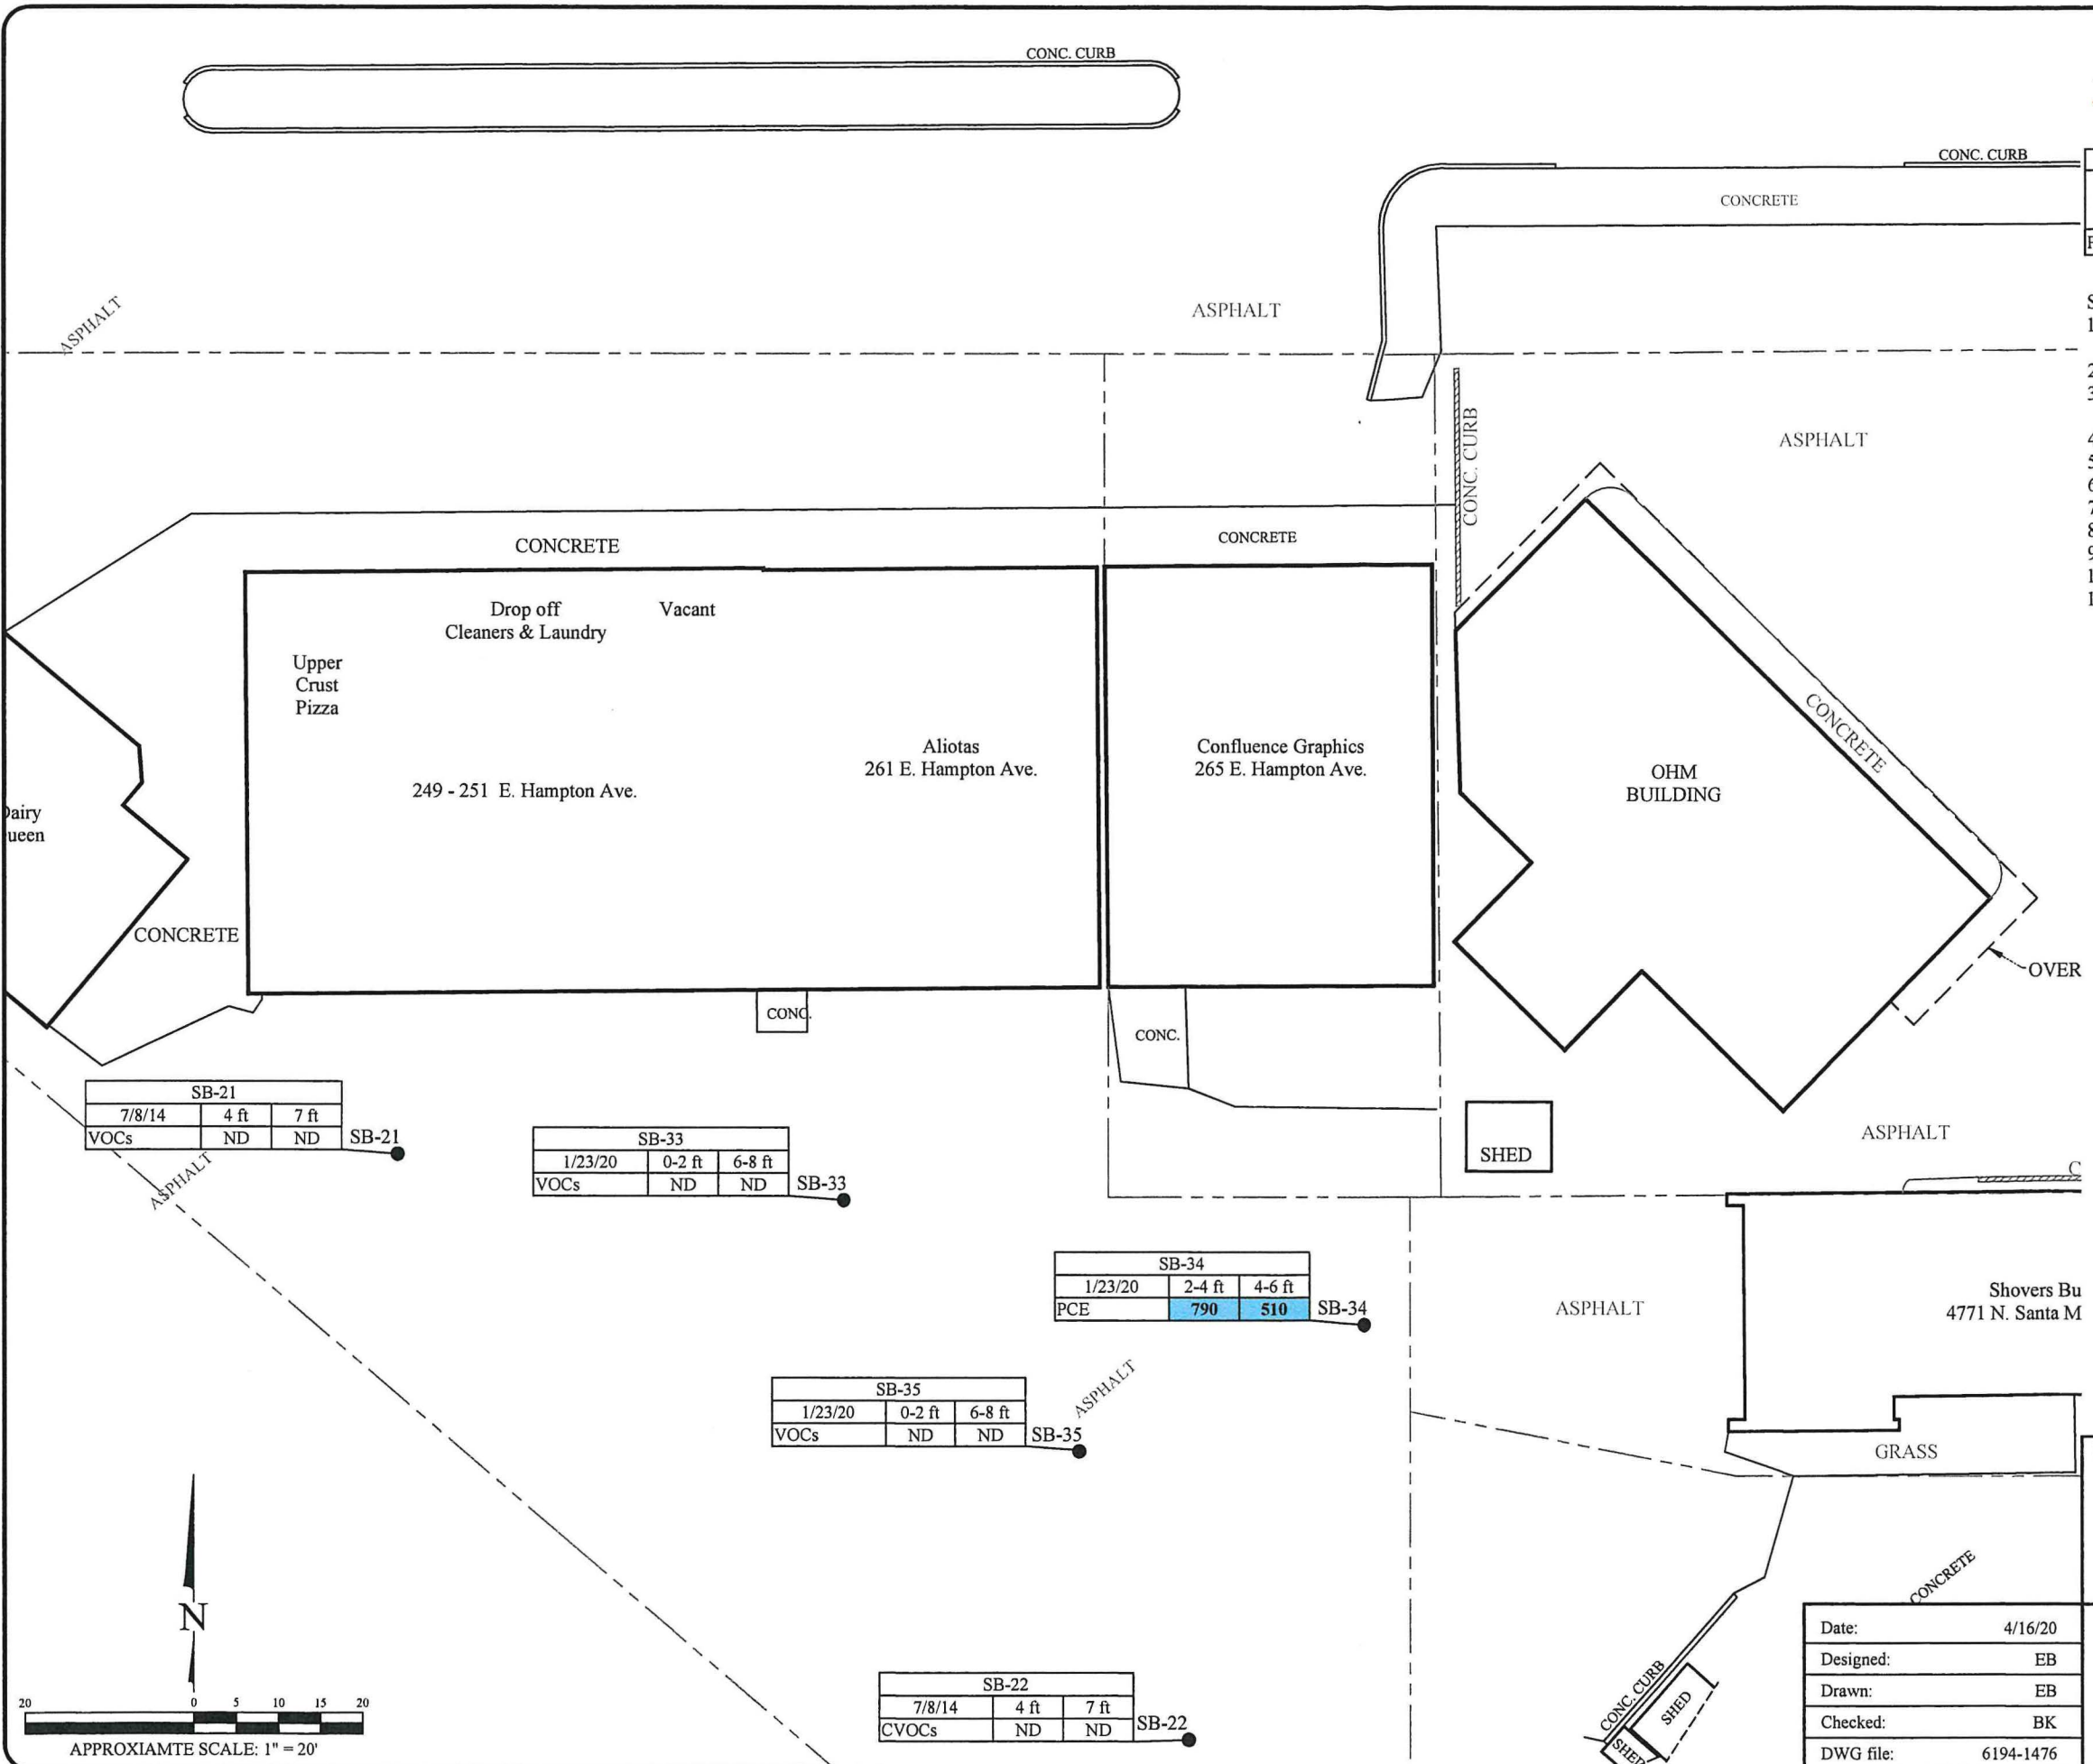 CONC. CURB
CONC. CURB
CONCRETE
ASPHALT
ASPHALT
CONC. CURB
ASPHALT
CONCRETE
CONCRETE
Drop off
Cleaners & Laundry
Vacant
Upper
Crust
Pizza
Aliotas
261 E. Hampton Ave.
249 - 251 E. Hampton Ave.
Confluence Graphics
265 E. Hampton Ave.
OHM
BUILDING
CONCRETE
CONCRETE
OVER
CONC.
CONC.
SB-21
7/8/14 4 ft 7 ft
VOCs ND ND
SB-21
ASPHALT
SB-33
1/23/20 0-2 ft 6-8 ft
VOCs ND ND
SB-33
SHED
ASPHALT
SB-34
1/23/20 2-4 ft 4-6 ft
PCE 790 510
SB-34
ASPHALT
Shovers Bu
4771 N. Santa M
SB-35
1/23/20 0-2 ft 6-8 ft
VOCs ND ND
SB-35
ASPHALT
GRASS
CONCRETE
N
20 0 5 10 15 20
APPROXIAMTE SCALE: 1" = 20'
SB-22
7/8/14 4 ft 7 ft
CVOCs ND ND
SB-22
CONC. CURB
SHED
SHED
Date: 4/16/20
Designed: EB
Drawn: EB
Checked: BK
DWG file: 6194-1476